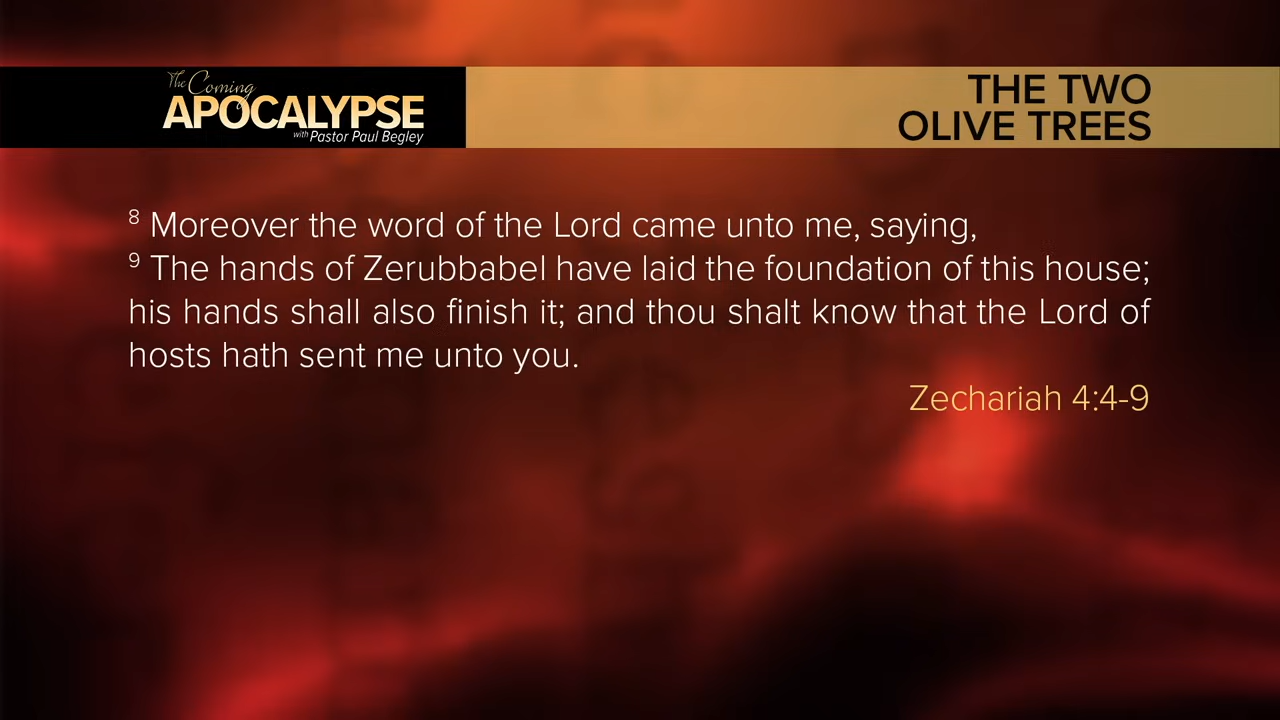 The Coming
APOCALYPSE
with Pastor Paul Begley
THE TWO
OLIVE TREES
8 Moreover the word of the Lord came unto me, saying,
9 The hands of Zerubbabel have laid the foundation of this house;
his hands shall also finish it; and thou shalt know that the Lord of
hosts hath sent me unto you.
Zechariah 4:4-9